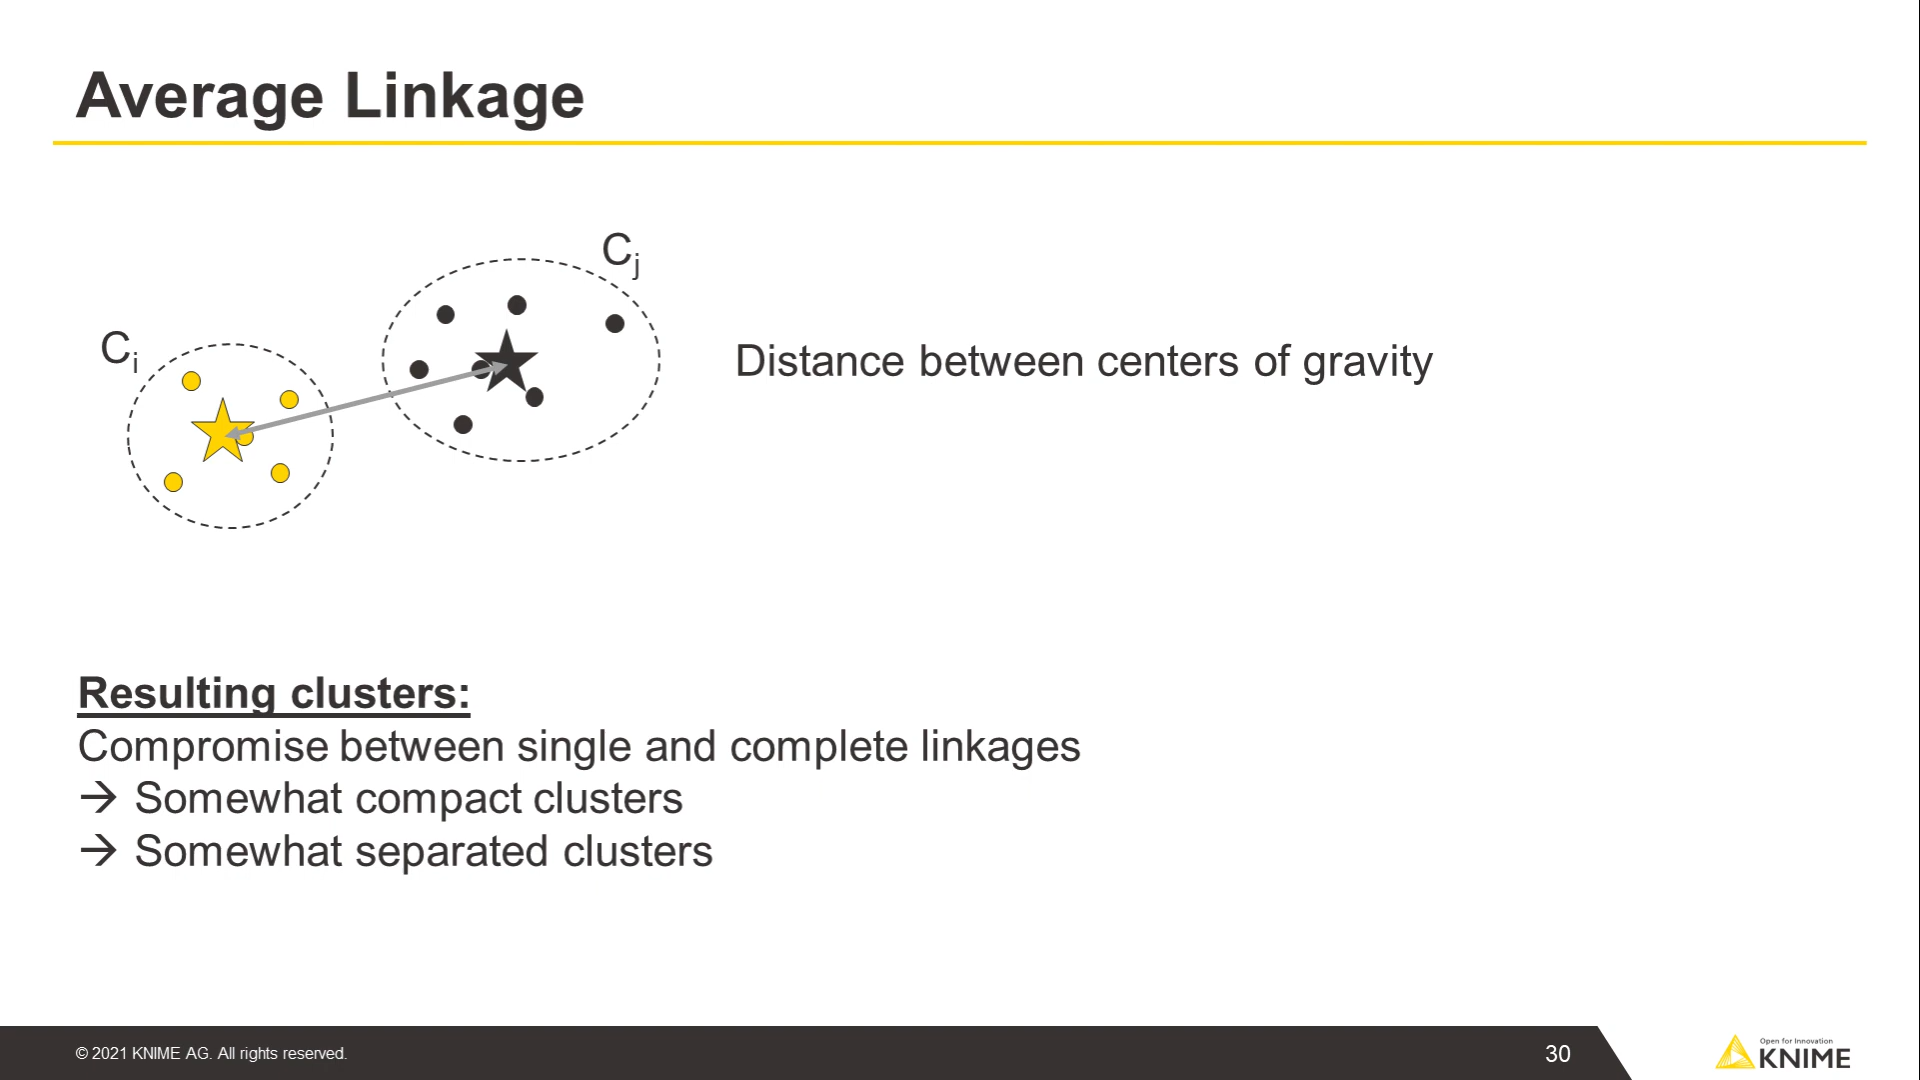 Average Linkage
Cj
Ci
Distance between centers of gravity
Resulting clusters:
Compromise between single and complete linkages
→ Somewhat compact clusters
→ Somewhat separated clusters
© 2021 KNIME AG. All rights reserved.
30
Open for Innovation
KNIME